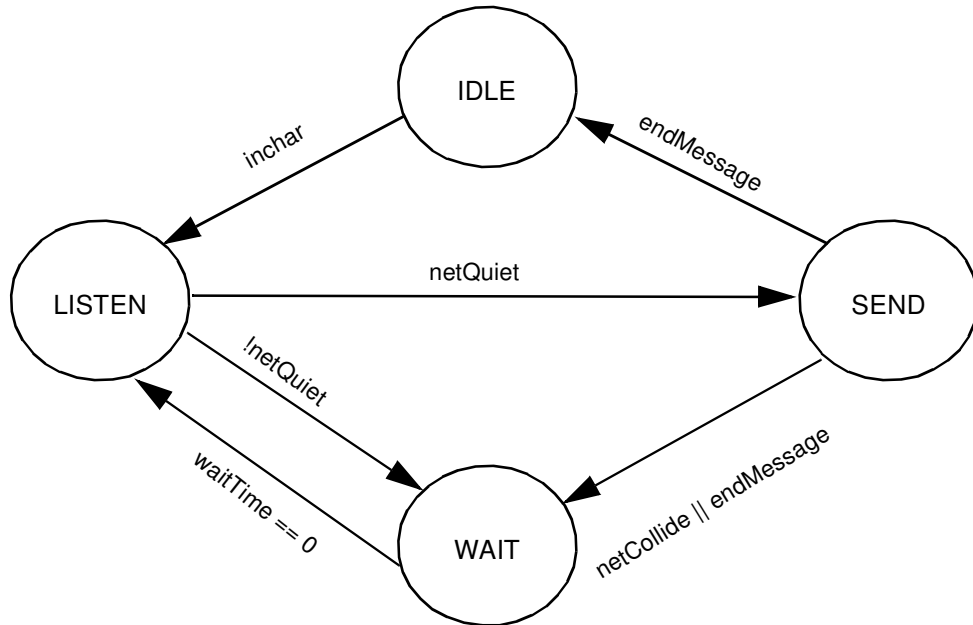 IDLE
inchar
endMessage
netQuiet
LISTEN
SEND
!netQuiet
waitTime == 0
WAIT
netCollide || endMessage